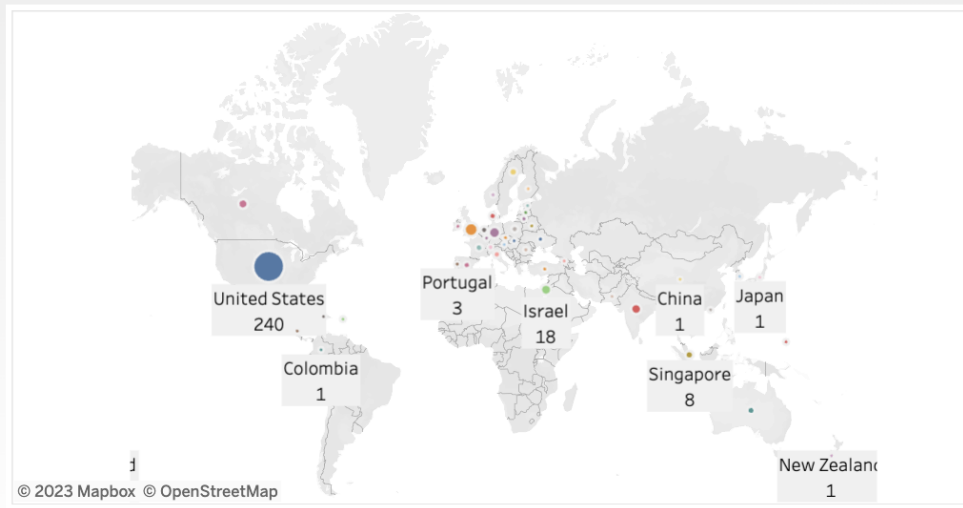 United States
240
Portugal
3
Israel
18
China
1
Japan
1
Colombia
1
Singapore
8
d
New Zealand
1
© 2023 Mapbox © OpenStreetMap